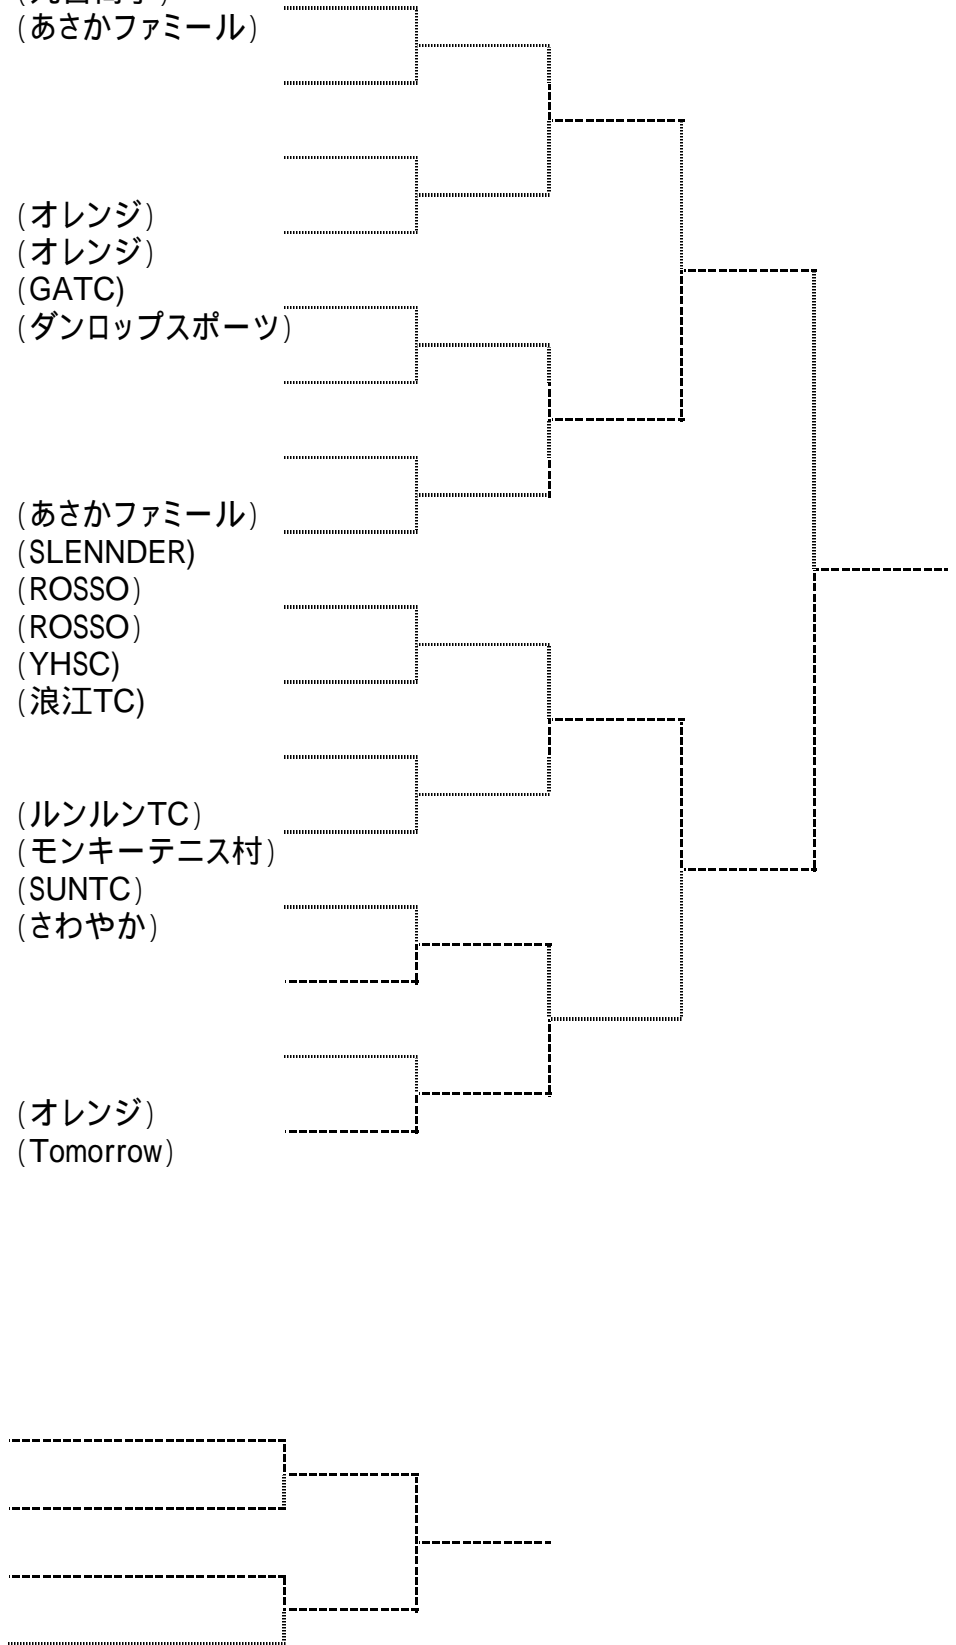 (あさかファミール)
(オレンジ)
(オレンジ)
(GATC)
(ダンロップスポーツ)
(あさかファミール)
(SLENNDER)
(ROSSO)
(ROSSO)
(YHSC)
(浪江TC)
(ルンルンTC)
(モンキーテニス村)
(SUNTC)
(さわやか)
(オレンジ)
(Tomorrow)